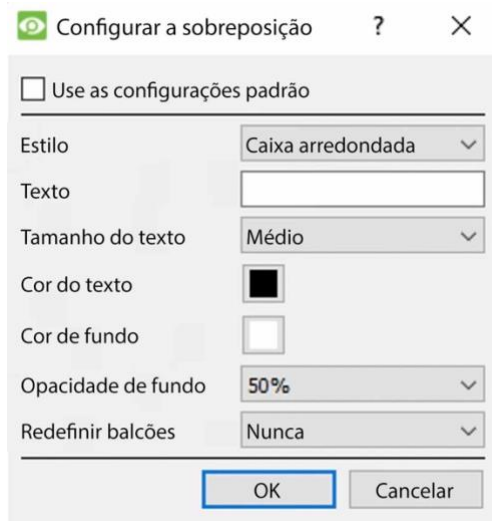 Configurar a sobreposição ?
Use as configurações padrão
Estilo Caixa arredondada
Texto
Tamanho do texto Médio
Cor do texto
Cor de fundo
Opacidade de fundo 50%
Redefinir balcões Nunca
OK Cancelar